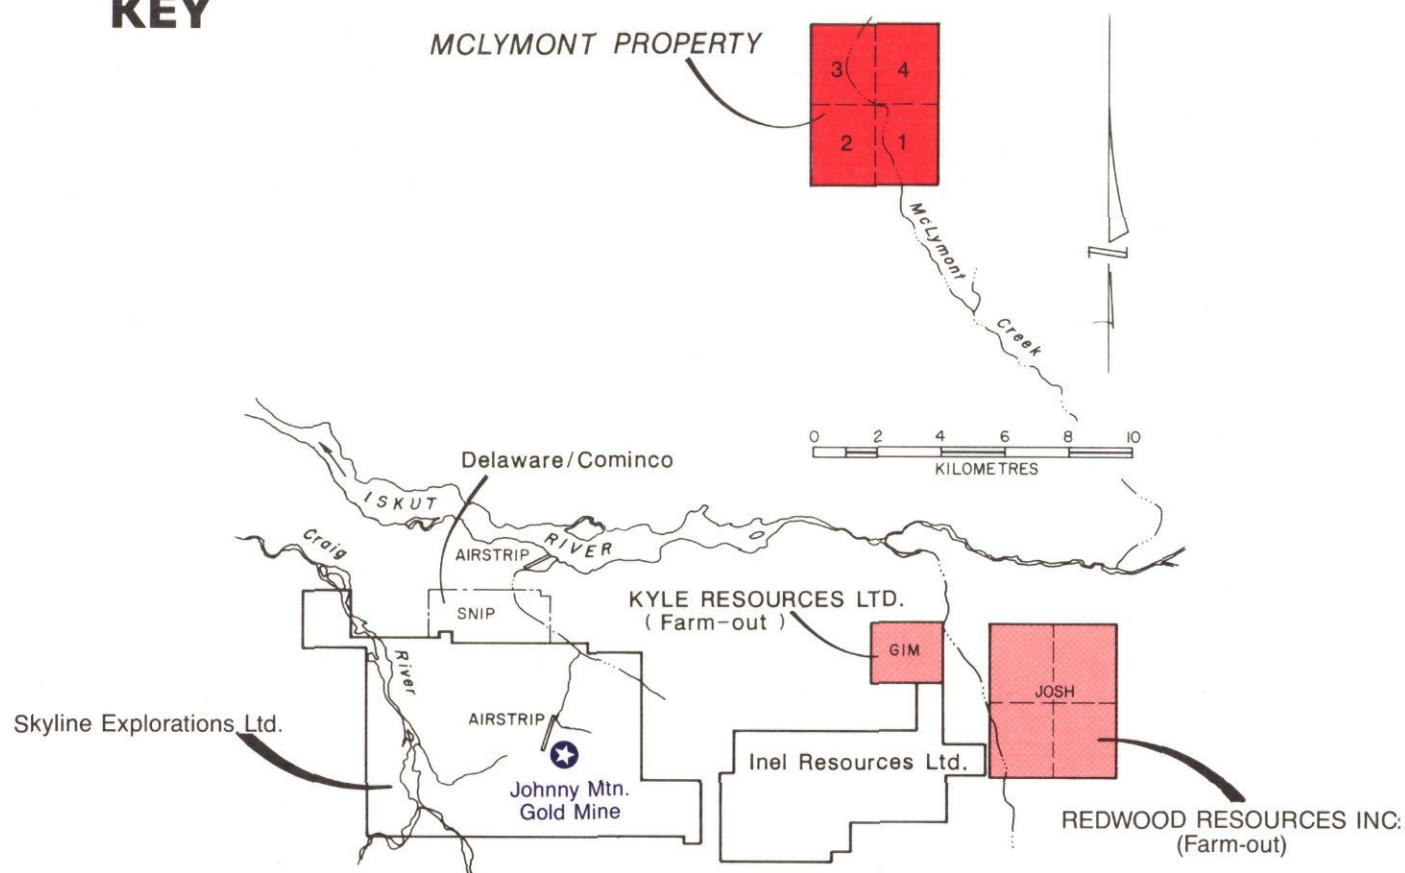 KEY
MCLYMONT PROPERTY
3
4
2
1
McLymont
Creek
0 2 4 6 8 10
KILOMETRES
Delaware/Cominco
ISKUT
RIVER
Craig
River
AIRSTRIP
SNIP
KYLE RESOURCES LTD.
(Farm-out)
GIM
JOSH
Skyline Explorations Ltd.
AIRSTRIP
Johnny Mtn.
Gold Mine
Inel Resources Ltd.
REDWOOD RESOURCES INC.
(Farm-out)